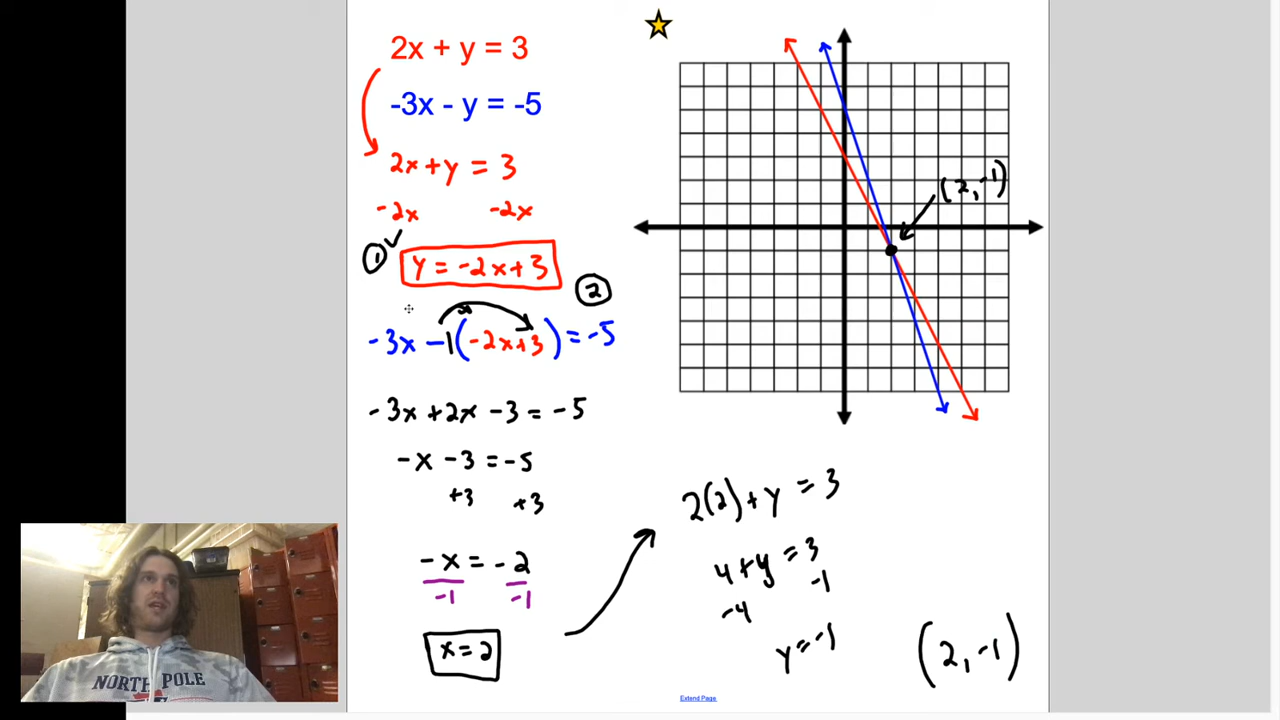 2x + y = 3
-3x - y = -5
2x + y = 3
-2x -2x
1 ✓
y = -2x + 3
2
-3x - 1(-2x + 3) = -5
-3x + 2x - 3 = -5
-x - 3 = -5
+3 +3
-x = -2
-1 -1
x = 2
(2, -1)
2(2) + y = 3
4 + y = 3
-4 -1
y = -1
(2, -1)
Extend Page
NORTH POLE